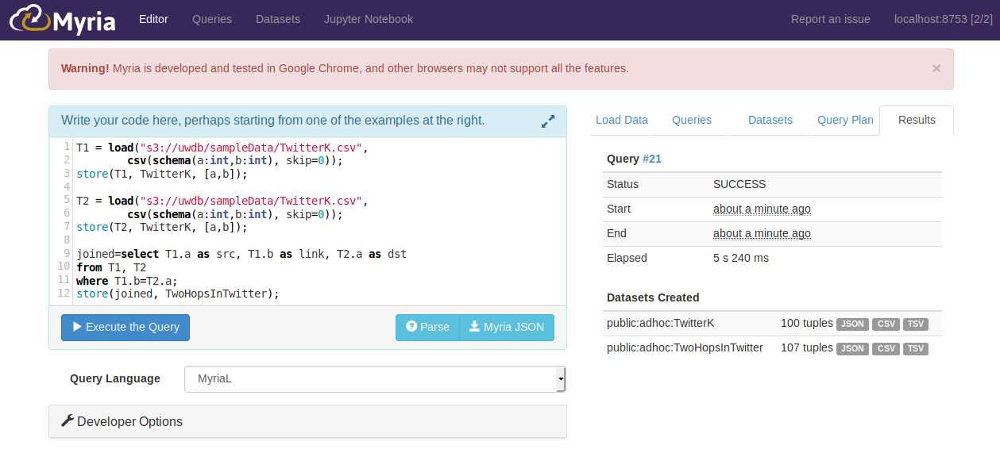 Myria Editor Queries Datasets Jupyter Notebook Report an issue localhost:8753 [2/2]
Warning! Myria is developed and tested in Google Chrome, and other browsers may not support all the features. ×
Write your code here, perhaps starting from one of the examples at the right.
1 T1 = load("s3://uwdb/sampleData/TwitterK.csv",
2 csv(schema(a:int,b:int), skip=0));
3 store(T1, TwitterK, [a,b]);
4
5 T2 = load("s3://uwdb/sampleData/TwitterK.csv",
6 csv(schema(a:int,b:int), skip=0));
7 store(T2, TwitterK, [a,b]);
8
9 joined=select T1.a as src, T1.b as link, T2.a as dst
10 from T1, T2
11 where T1.b=T2.a;
12 store(joined, TwoHopsInTwitter);
Execute the Query Parse Myria JSON
Query Language MyriaL
Developer Options
Load Data Queries Datasets Query Plan Results
Query #21
Status SUCCESS
Start about a minute ago
End about a minute ago
Elapsed 5 s 240 ms
Datasets Created
public:adhoc:TwitterK 100 tuples JSON CSV TSV
public:adhoc:TwoHopsInTwitter 107 tuples JSON CSV TSV